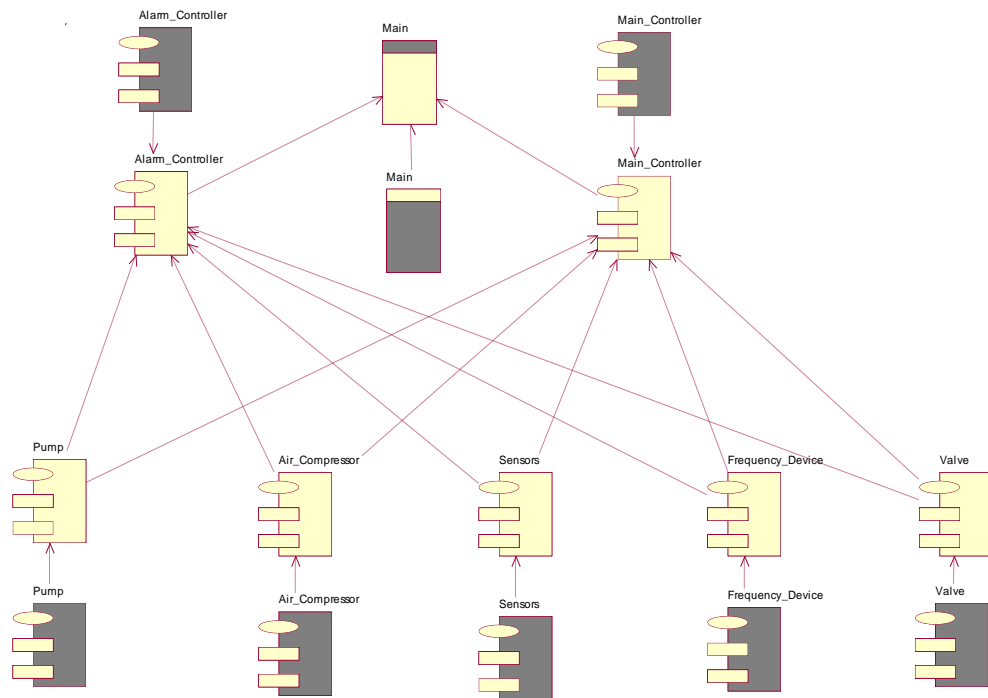 Alarm_Controller
Main
Main_Controller
Alarm_Controller
Main
Main_Controller
Pump
Air_Compressor
Sensors
Frequency_Device
Valve
Pump
Air_Compressor
Sensors
Frequency_Device
Valve